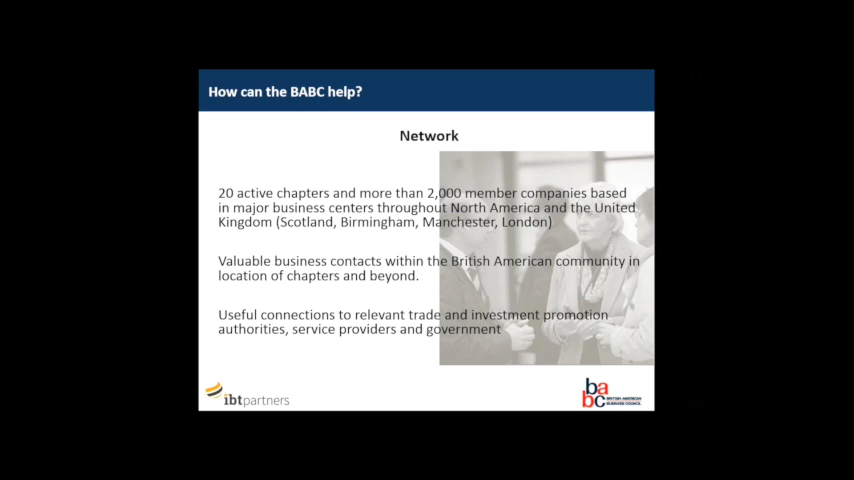 How can the BABC help?
Network
20 active chapters and more than 2,000 member companies based
in major business centers throughout North America and the United
Kingdom (Scotland, Birmingham, Manchester, London)
Valuable business contacts within the British American community in
location of chapters and beyond.
Useful connections to relevant trade and investment promotion
authorities, service providers and government
ibtpartners
babc
BRITISH-AMERICAN
BUSINESS COUNCIL